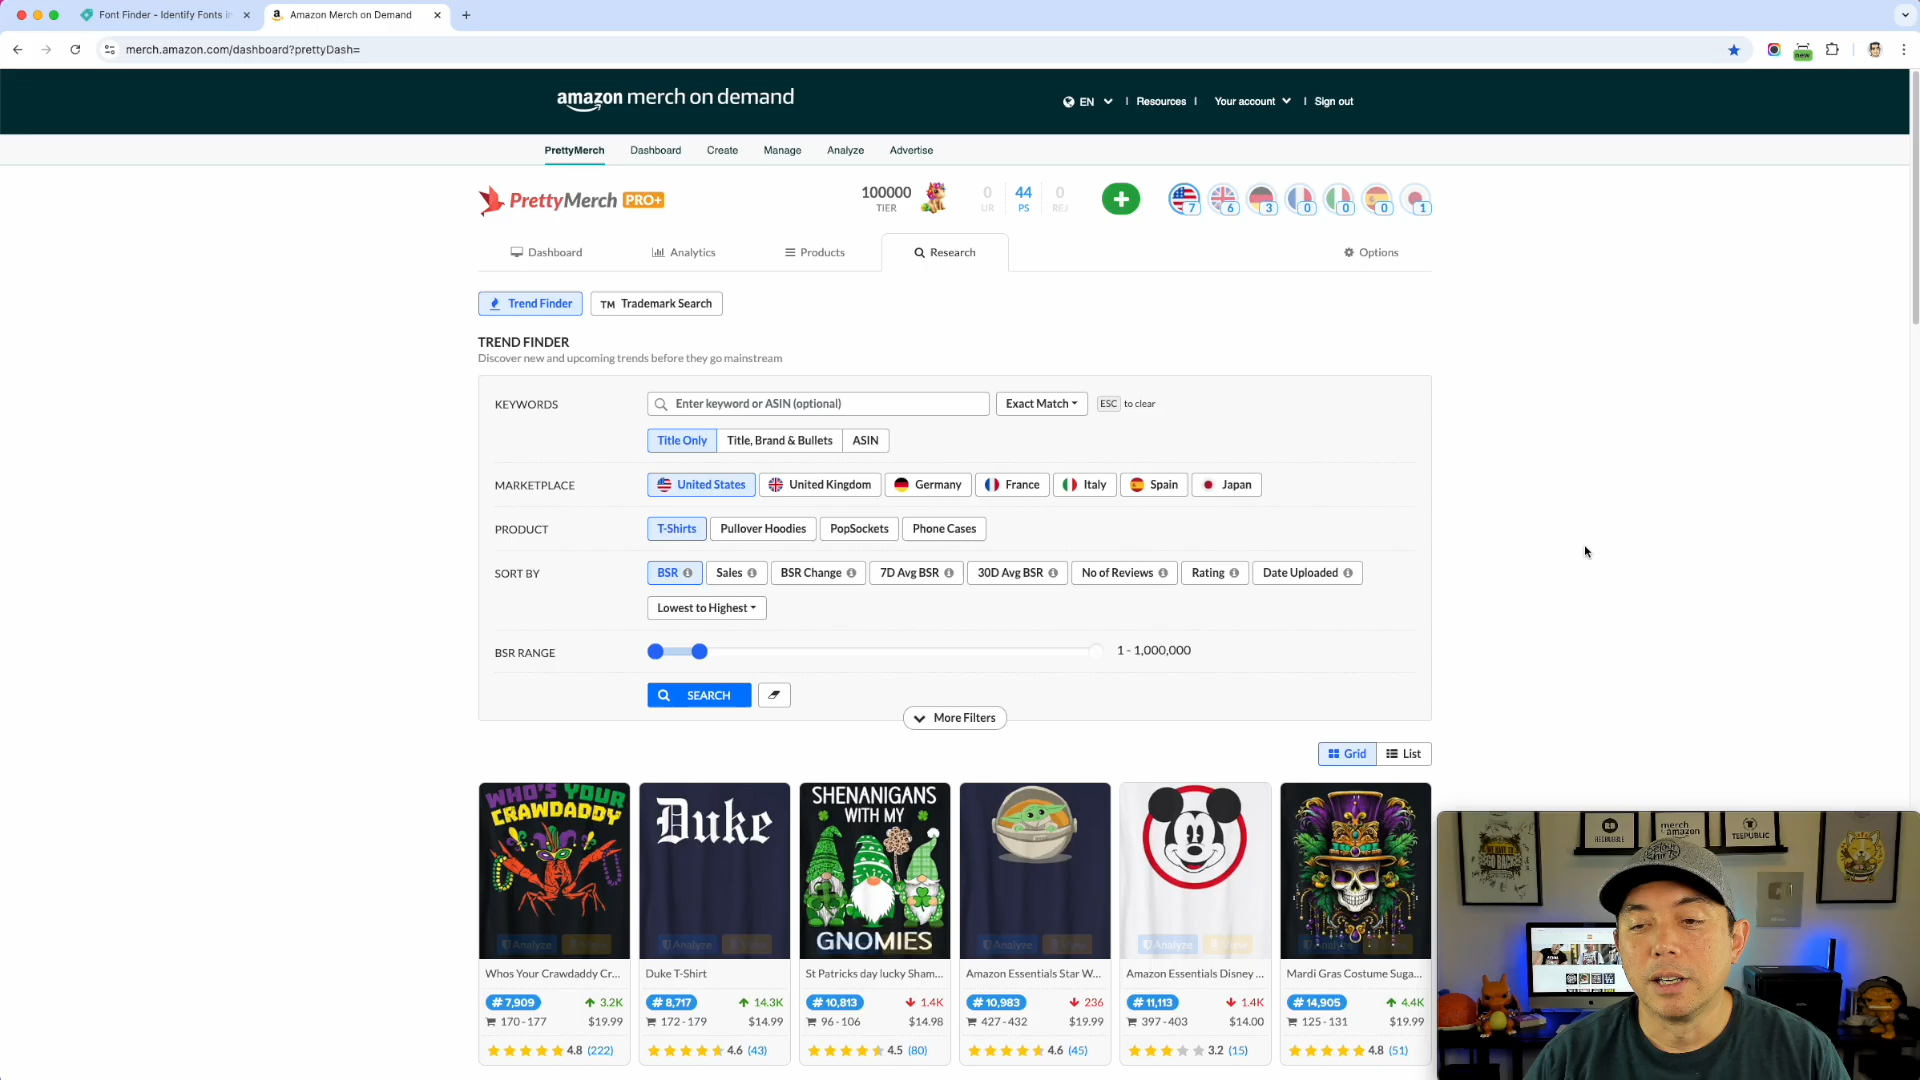 Font Finder - Identify Fonts in
Amazon Merch on Demand
merch.amazon.com/dashboard?prettyDash=
new
amazon merch on demand
EN | Resources | Your account | Sign out
PrettyMerch Dashboard Create Manage Analyze Advertise
PrettyMerch PRO+
100000 TIER
0 UR
44 PS
0 REJ
7 6 3 0 0 0 1
Dashboard Analytics Products Research Options
Trend Finder TM Trademark Search
TREND FINDER
Discover new and upcoming trends before they go mainstream
KEYWORDS Enter keyword or ASIN (optional) Exact Match ESC to clear
Title Only Title, Brand & Bullets ASIN
MARKETPLACE United States United Kingdom Germany France Italy Spain Japan
PRODUCT T-Shirts Pullover Hoodies PopSockets Phone Cases
SORT BY BSR Sales BSR Change 7D Avg BSR 30D Avg BSR No of Reviews Rating Date Uploaded
Lowest to Highest
BSR RANGE 1 - 1,000,000
SEARCH
More Filters
Grid List
WHO'S YOUR
CRAWDADDY
Duke
SHENANIGANS
WITH MY
GNOMIES
Analyze Analyze Analyze Analyze
Whos Your Crawdaddy Cr... Duke T-Shirt St Patricks day lucky Sham... Amazon Essentials Star W... Amazon Essentials Disney ... Mardi Gras Costume Suga...
#7,909 3.2K #8,717 14.3K #10,813 1.4K #10,983 236 #11,113 1.4K #14,905 4.4K
170 - 177 $19.99 172 - 179 $14.99 96 - 106 $14.98 427 - 432 $19.99 397 - 403 $14.00 125 - 131 $19.99
4.8 (222) 4.6 (43) 4.5 (80) 4.6 (45) 3.2 (15) 4.8 (51)
REDBUBBLE
merch
amazon
TEEPUBLIC